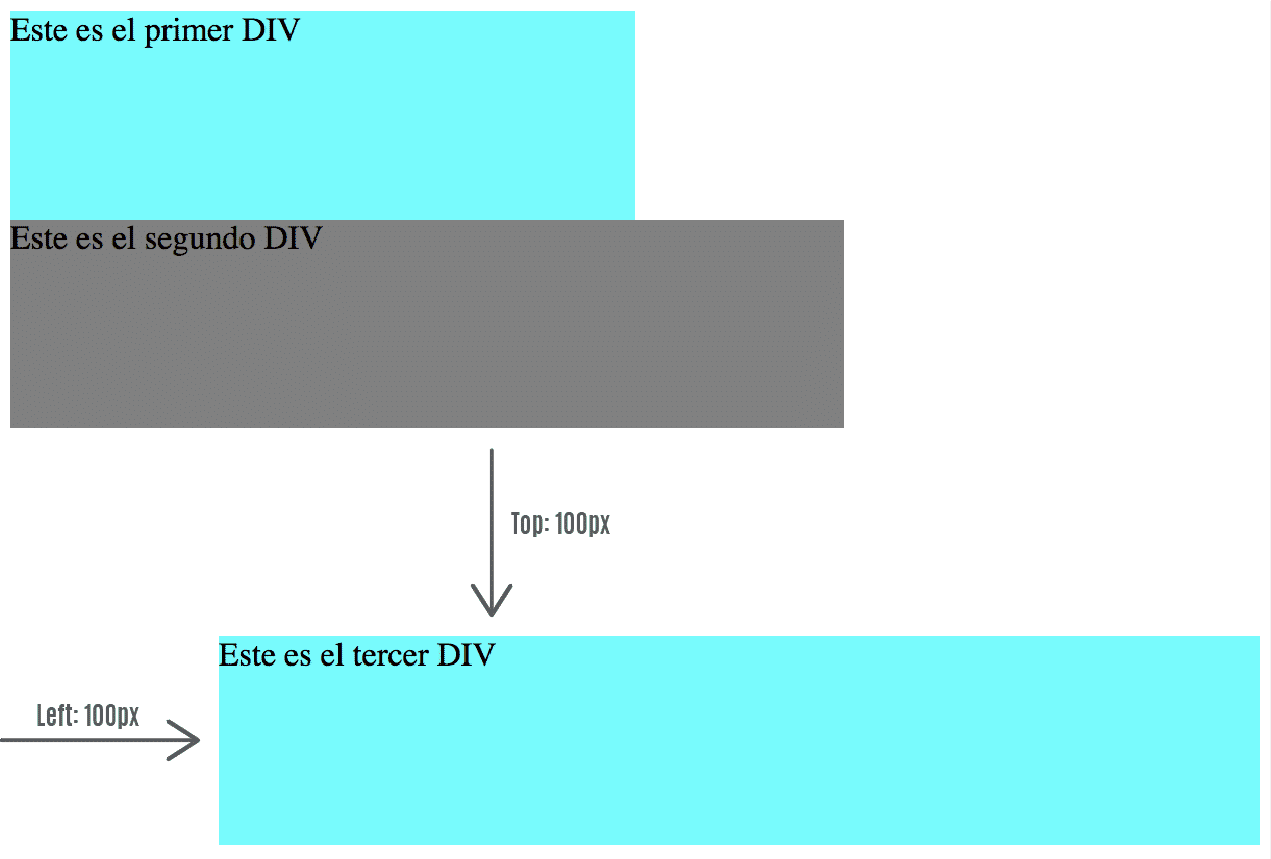 Este es el primer DIV
Este es el segundo DIV
Top: 100px
Este es el tercer DIV
Left: 100px